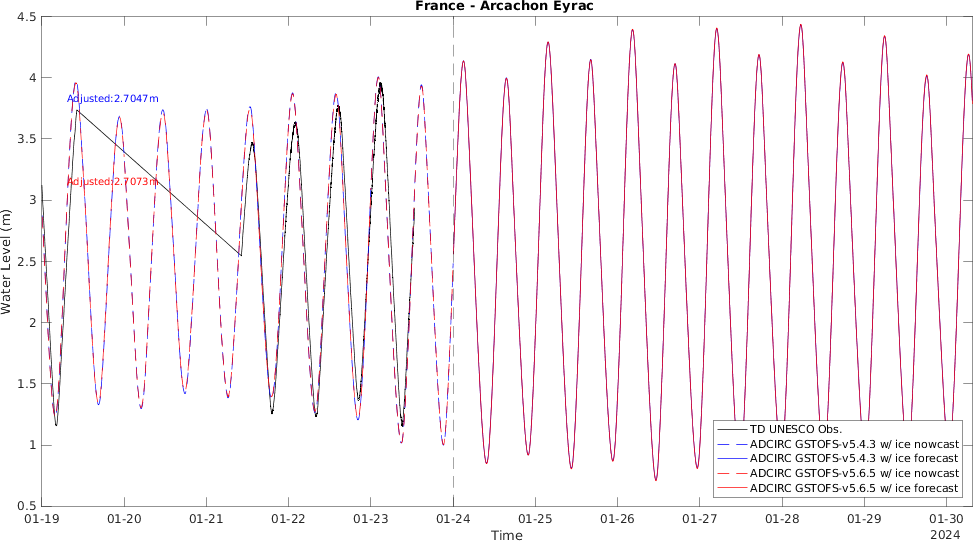 France - Arcachon Eyrac
4.5
4
3.5
3
2.5
2
1.5
1
0.5
Water Level (m)
Adjusted:2.7047m
Adjusted:2.7073m
TD UNESCO Obs.
ADCIRC GSTOFS-v5.4.3 w/ ice nowcast
ADCIRC GSTOFS-v5.4.3 w/ ice forecast
ADCIRC GSTOFS-v5.6.5 w/ ice nowcast
ADCIRC GSTOFS-v5.6.5 w/ ice forecast
01-19 01-20 01-21 01-22 01-23 01-24 01-25 01-26 01-27 01-28 01-29 01-30
Time
2024